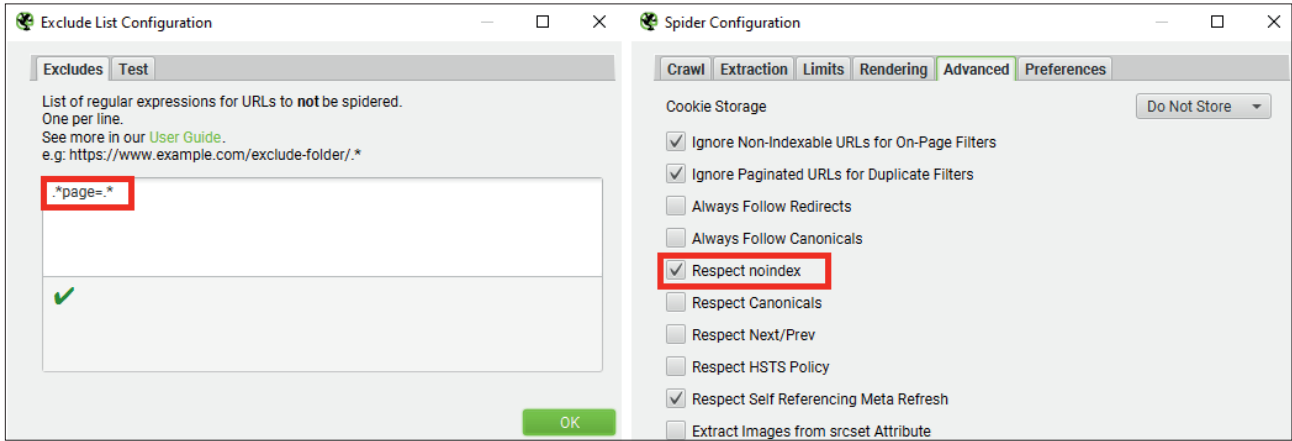 Exclude List Configuration
Excludes Test
List of regular expressions for URLs to not be spidered.
One per line.
See more in our User Guide.
e.g: https://www.example.com/exclude-folder/.*
.*page=.*
OK
Spider Configuration
Crawl Extraction Limits Rendering Advanced Preferences
Cookie Storage Do Not Store
Ignore Non-Indexable URLs for On-Page Filters
Ignore Paginated URLs for Duplicate Filters
Always Follow Redirects
Always Follow Canonicals
Respect noindex
Respect Canonicals
Respect Next/Prev
Respect HSTS Policy
Respect Self Referencing Meta Refresh
Extract Images from srcset Attribute